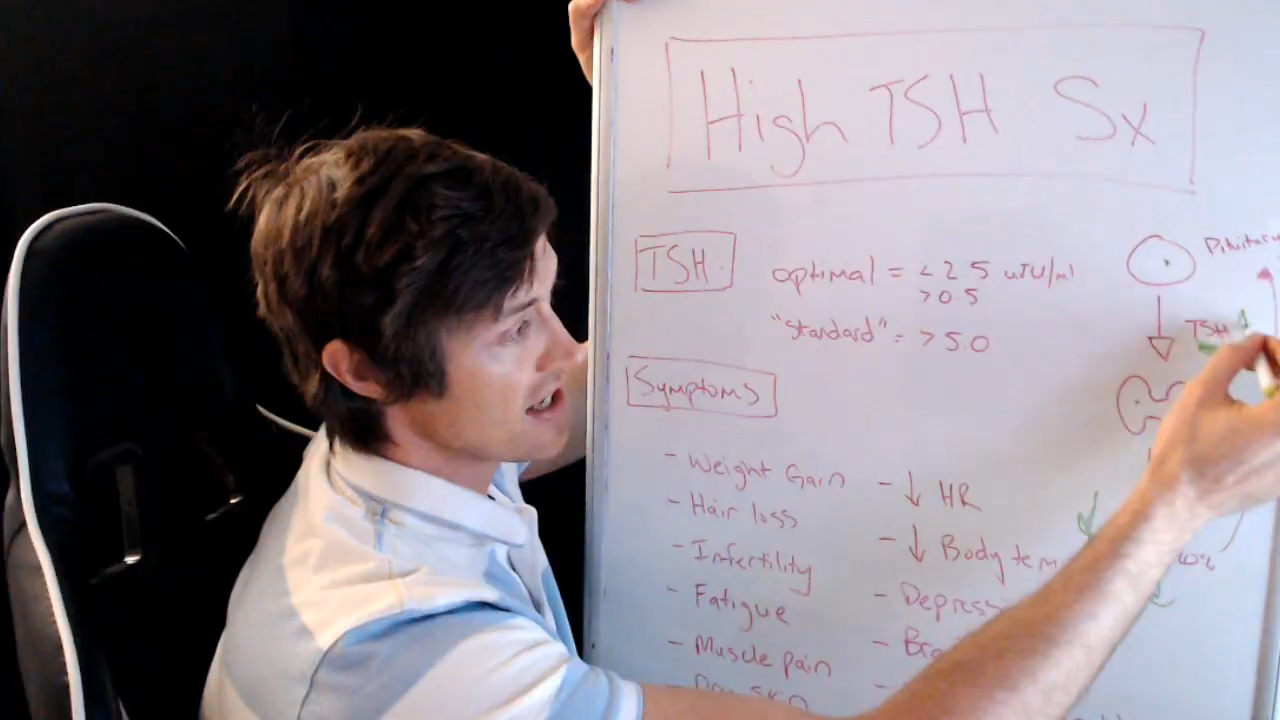 High TSH Sx
TSH
optimal = <2.5 uIU/ml
>0.5
"Standard" = >5.0
Pituitary
TSH
Symptoms
- Weight Gain
- Hair loss
- Infertility
- Fatigue
- Muscle pain
- ↓ HR
- ↓ Body tem
- Depress